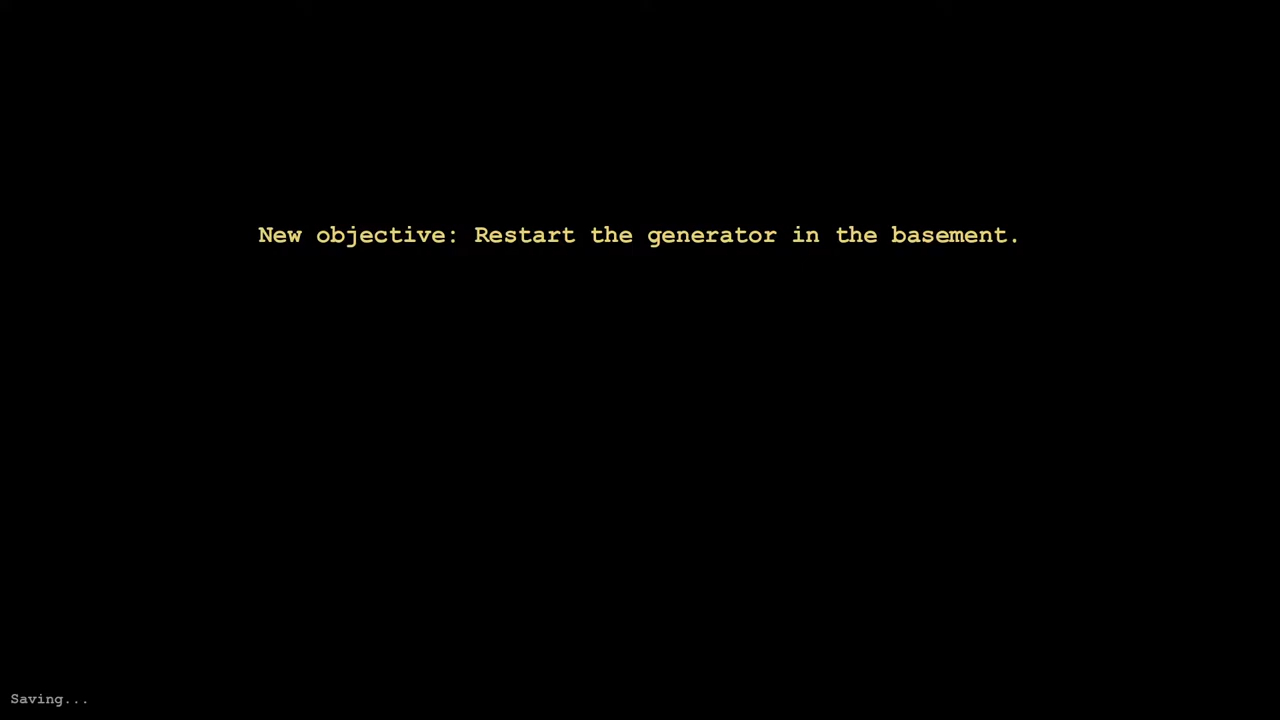 New objective: Restart the generator in the basement.
Saving...